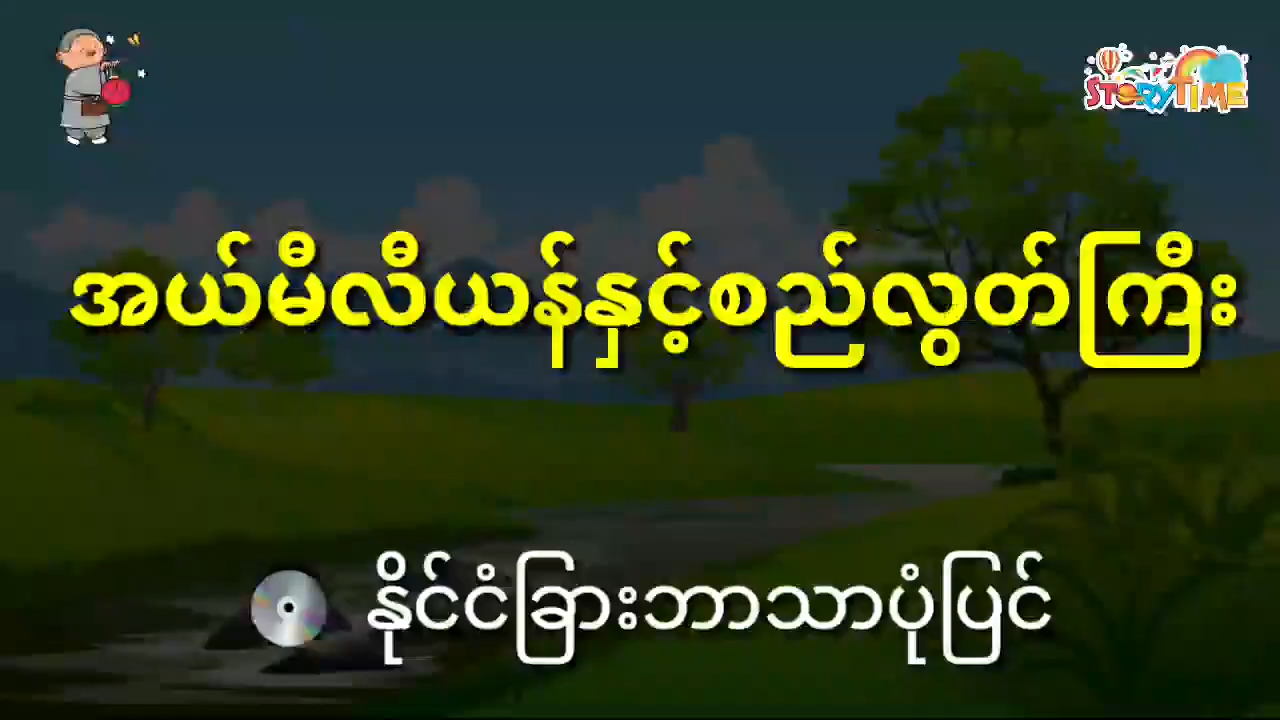 STORYTIME
အယ်မီလီယန်နှင့်စည်လွတ်ကြီး
နိုင်ငံခြားဘာသာပုံပြင်